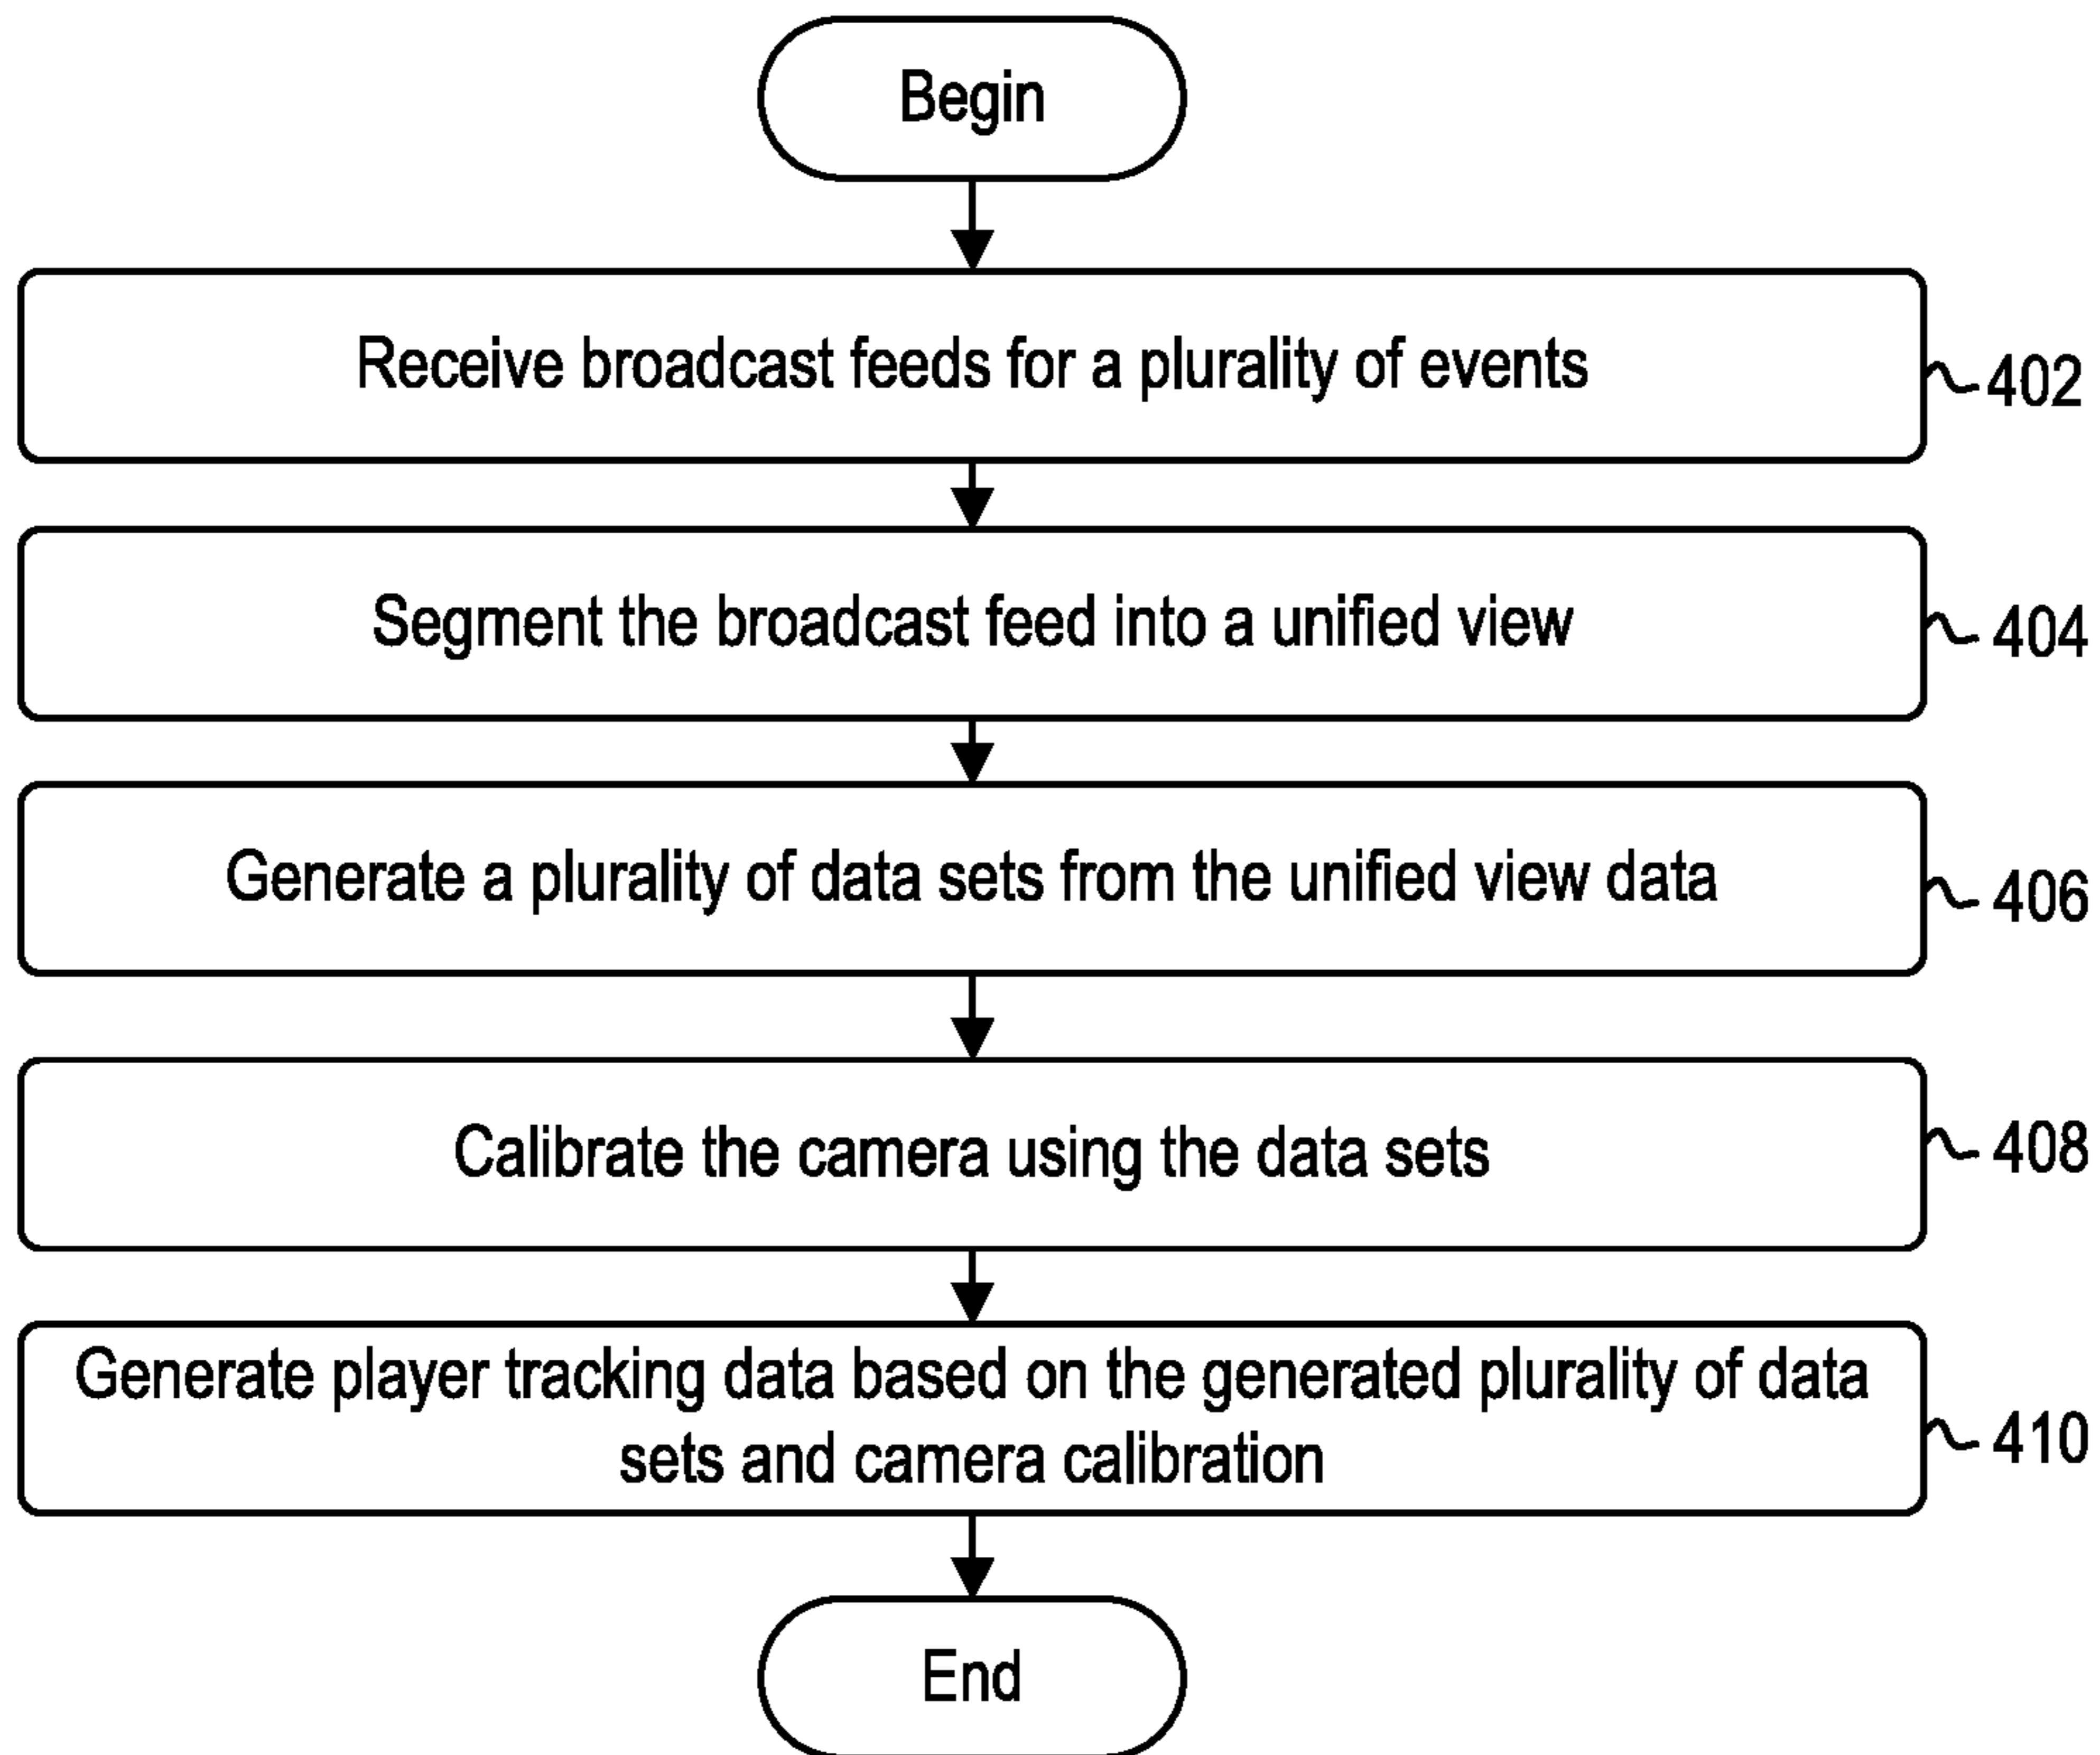 Begin
Receive broadcast feeds for a plurality of events
402
Segment the broadcast feed into a unified view
404
Generate a plurality of data sets from the unified view data
406
Calibrate the camera using the data sets
408
Generate player tracking data based on the generated plurality of data
sets and camera calibration
410
End